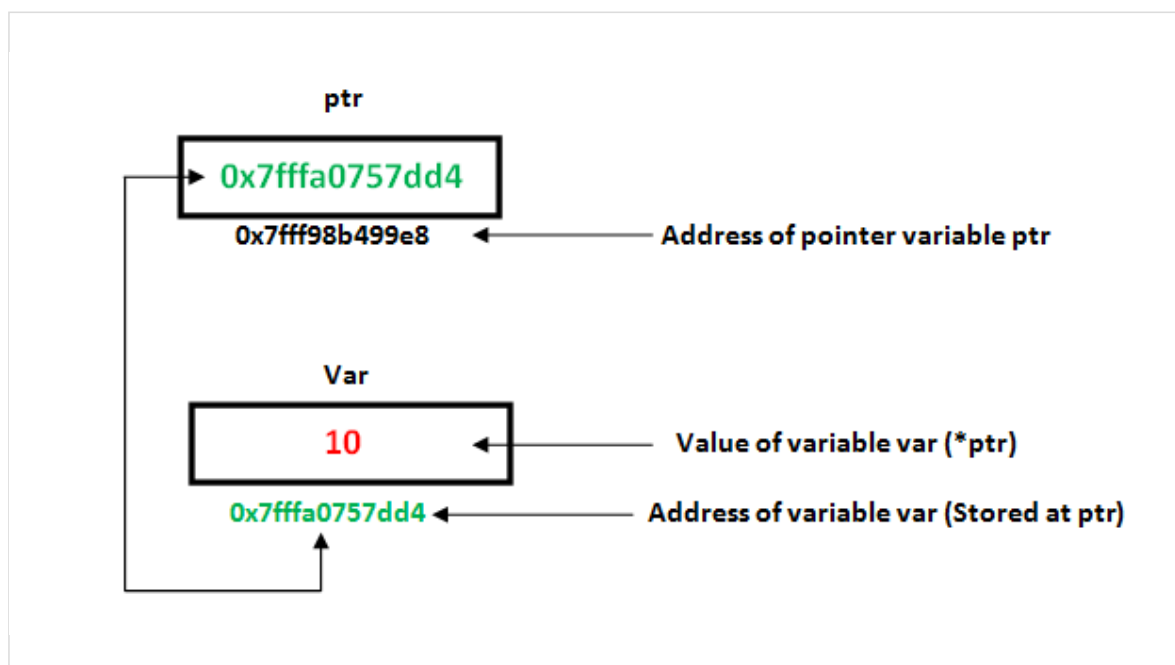 ptr
0x7fffa0757dd4
0x7fff98b499e8
Address of pointer variable ptr
Var
10
Value of variable var (*ptr)
0x7fffa0757dd4
Address of variable var (Stored at ptr)